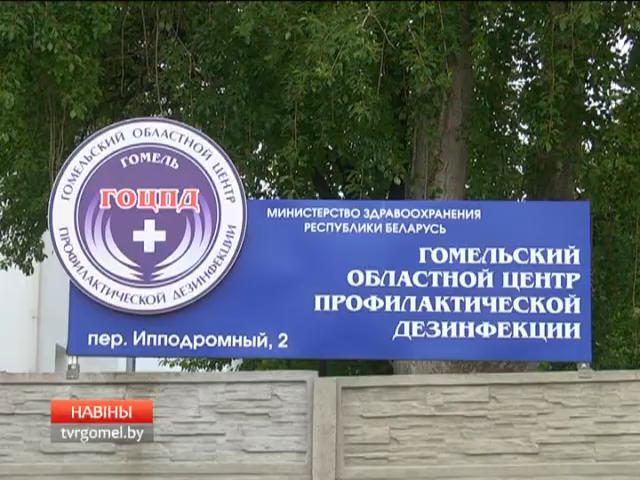 ГОМЕЛЬСКИЙ ОБЛАСТНОЙ ЦЕНТР
ПРОФИЛАКТИЧЕСКОЙ ДЕЗИНФЕКЦИИ
ГОМЕЛЬ
ГОЦПД
МИНИСТЕРСТВО ЗДРАВООХРАНЕНИЯ
РЕСПУБЛИКИ БЕЛАРУСЬ
ГОМЕЛЬСКИЙ
ОБЛАСТНОЙ ЦЕНТР
ПРОФИЛАКТИЧЕСКОЙ
ДЕЗИНФЕКЦИИ
пер. Ипподромный, 2
НАВІНЫ
tvrgomel.by